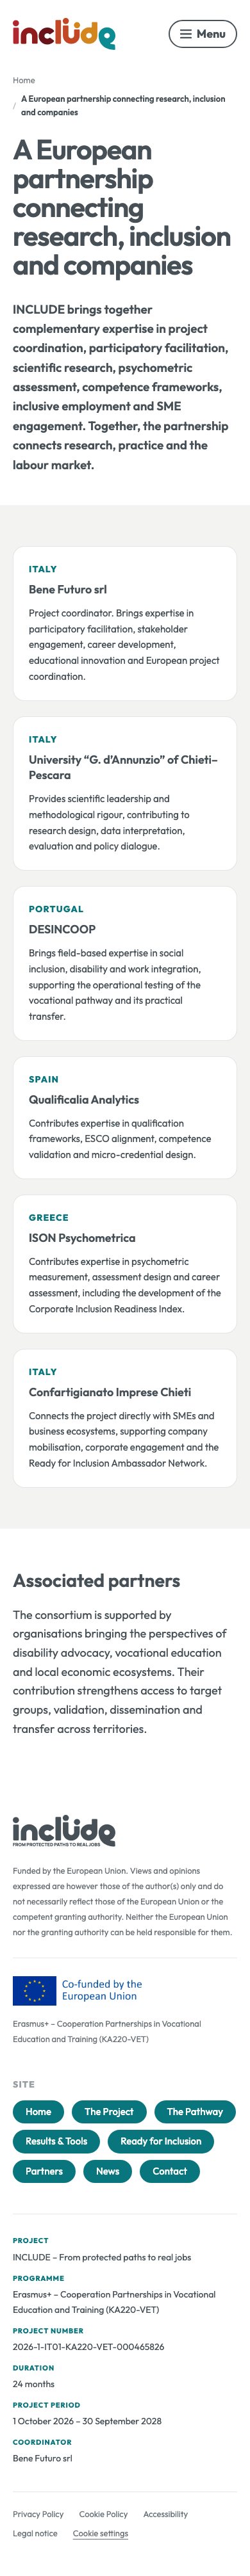 inclüde
Menu
Home
/
A European partnership connecting research, inclusion
and companies
A European
partnership
connecting
research, inclusion
and companies
INCLUDE brings together
complementary expertise in project
coordination, participatory facilitation,
scientific research, psychometric
assessment, competence frameworks,
inclusive employment and SME
engagement. Together, the partnership
connects research, practice and the
labour market.
ITALY
Bene Futuro srl
Project coordinator. Brings expertise in
participatory facilitation, stakeholder
engagement, career development,
educational innovation and European project
coordination.
ITALY
University “G. d’Annunzio” of Chieti–
Pescara
Provides scientific leadership and
methodological rigour, contributing to
research design, data interpretation,
evaluation and policy dialogue.
PORTUGAL
DESINCOOP
Brings field-based expertise in social
inclusion, disability and work integration,
supporting the operational testing of the
vocational pathway and its practical
transfer.
SPAIN
Qualificalia Analytics
Contributes expertise in qualification
frameworks, ESCO alignment, competence
validation and micro-credential design.
GREECE
ISON Psychometrica
Contributes expertise in psychometric
measurement, assessment design and career
assessment, including the development of the
Corporate Inclusion Readiness Index.
ITALY
Confartigianato Imprese Chieti
Connects the project directly with SMEs and
business ecosystems, supporting company
mobilisation, corporate engagement and the
Ready for Inclusion Ambassador Network.
Associated partners
The consortium is supported by
organisations bringing the perspectives of
disability advocacy, vocational education
and local economic ecosystems. Their
contribution strengthens access to target
groups, validation, dissemination and
transfer across territories.
inclüde
FROM PROTECTED PATHS TO REAL JOBS
Funded by the European Union. Views and opinions
expressed are however those of the author(s) only and do
not necessarily reflect those of the European Union or the
competent granting authority. Neither the European Union
nor the granting authority can be held responsible for them.
Co-funded by the
European Union
Erasmus+ – Cooperation Partnerships in Vocational
Education and Training (KA220-VET)
SITE
Home
The Project
The Pathway
Results & Tools
Ready for Inclusion
Partners
News
Contact
PROJECT
INCLUDE – From protected paths to real jobs
PROGRAMME
Erasmus+ – Cooperation Partnerships in Vocational
Education and Training (KA220-VET)
PROJECT NUMBER
2026-1-IT01-KA220-VET-000465826
DURATION
24 months
PROJECT PERIOD
1 October 2026 – 30 September 2028
COORDINATOR
Bene Futuro srl
Privacy Policy
Cookie Policy
Accessibility
Legal notice
Cookie settings